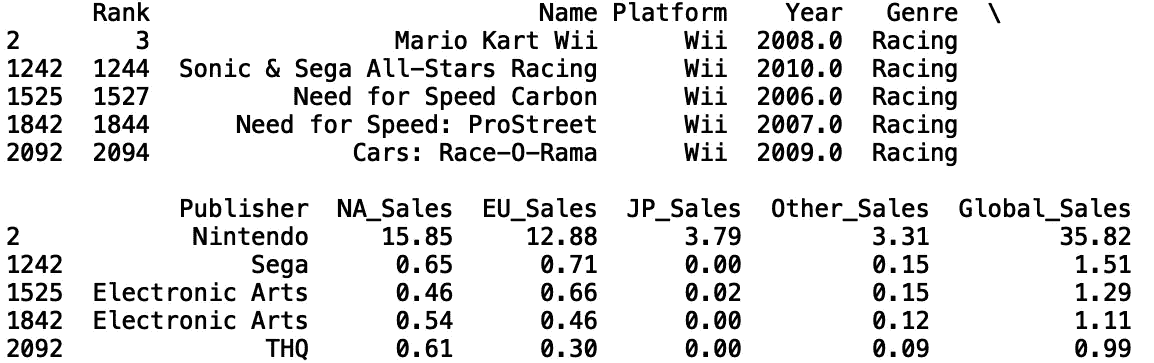 Rank Name Platform Year Genre \
2 3 Mario Kart Wii Wii 2008.0 Racing
1242 1244 Sonic & Sega All-Stars Racing Wii 2010.0 Racing
1525 1527 Need for Speed Carbon Wii 2006.0 Racing
1842 1844 Need for Speed: ProStreet Wii 2007.0 Racing
2092 2094 Cars: Race-O-Rama Wii 2009.0 Racing
Publisher NA_Sales EU_Sales JP_Sales Other_Sales Global_Sales
2 Nintendo 15.85 12.88 3.79 3.31 35.82
1242 Sega 0.65 0.71 0.00 0.15 1.51
1525 Electronic Arts 0.46 0.66 0.02 0.15 1.29
1842 Electronic Arts 0.54 0.46 0.00 0.12 1.11
2092 THQ 0.61 0.30 0.00 0.09 0.99